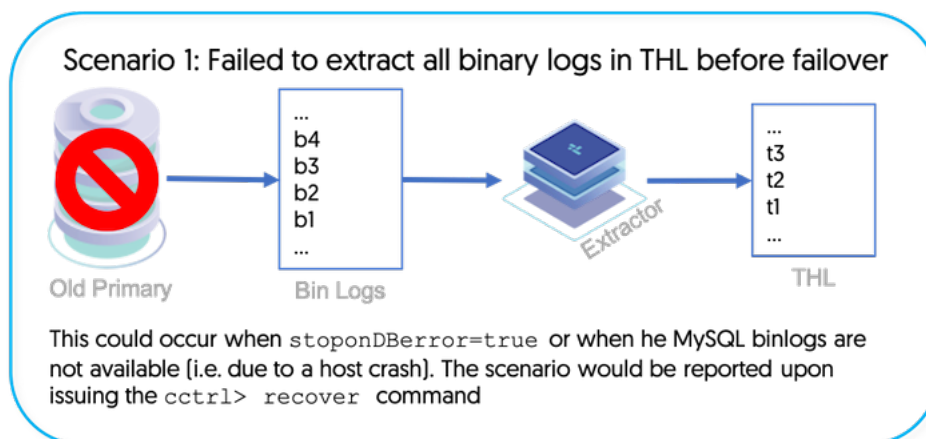 Scenario 1: Failed to extract all binary logs in THL before failover
...
b4
b3
b2
b1
...
...
t3
t2
t1
...
Old Primary
Bin Logs
Extractor
THL
This could occur when stoponDBerror=true or when he MySQL binlogs are
not available (i.e. due to a host crash). The scenario would be reported upon
issuing the cctrl> recover command